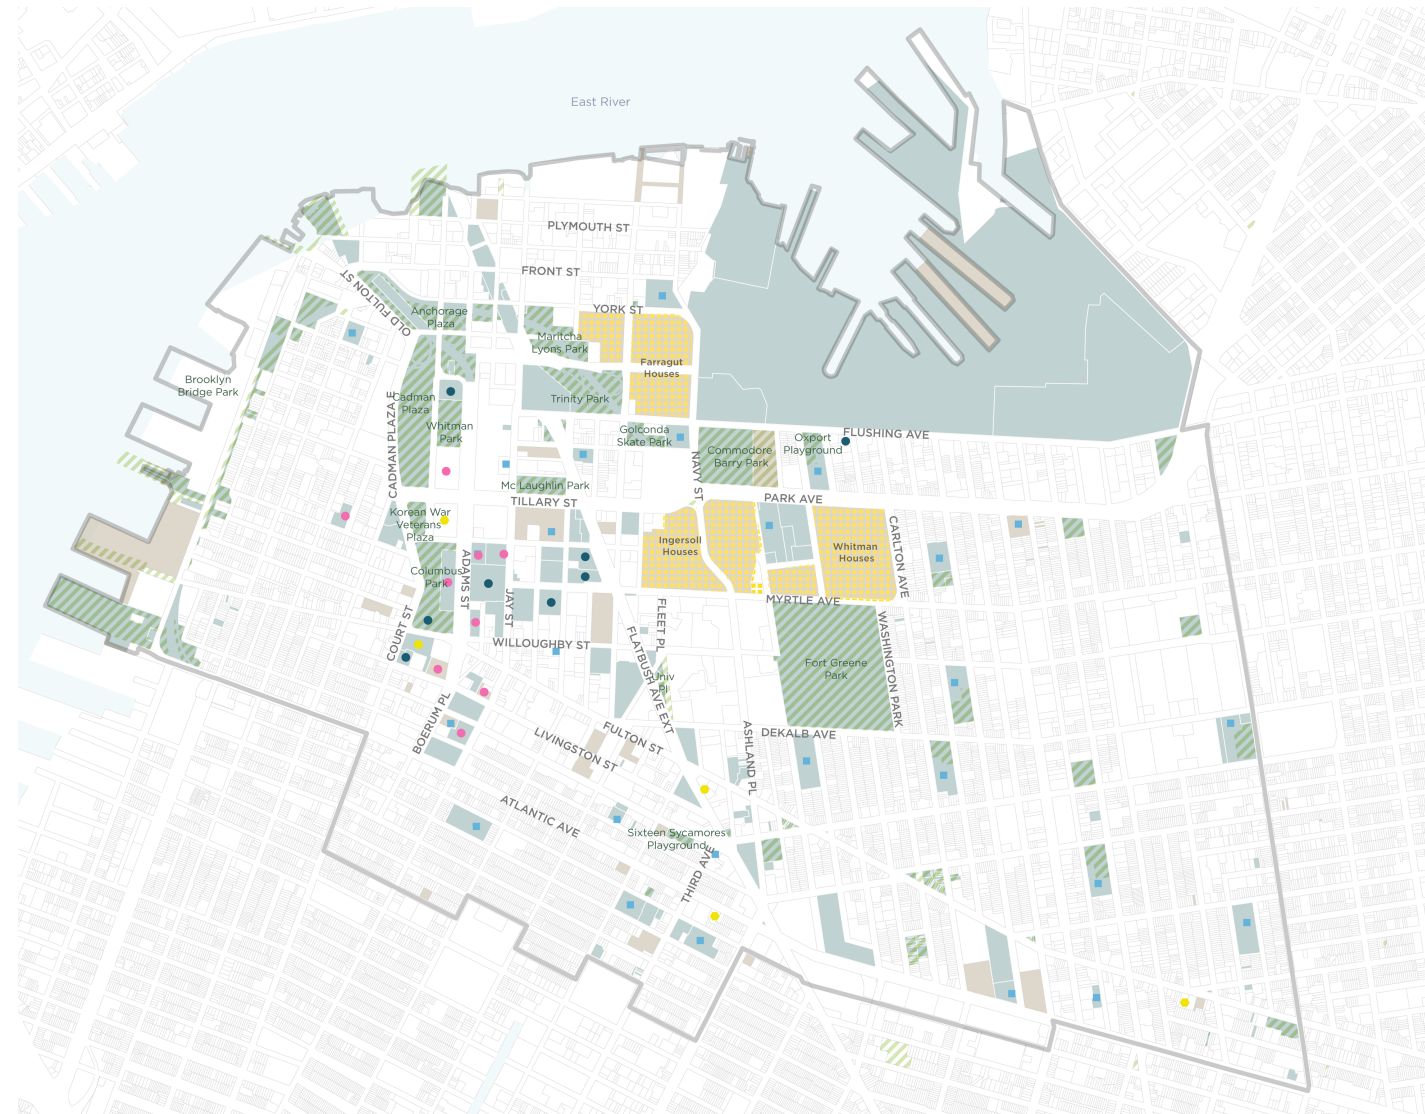 East River
PLYMOUTH ST
FRONT ST
OLD FULTON ST
YORK ST
Anchorage
Plaza
Maritcha
Lyons Park
Farragut
Houses
Brooklyn
Bridge Park
Cadman
Plaza
Trinity Park
CADMAN PLAZA E
Whitman
Park
Golconda
Skate Park
FLUSHING AVE
Oxport
Playground
Commodore
Barry Park
NAVY ST
Mc Laughlin Park
TILLARY ST
PARK AVE
Korean War
Veterans
Plaza
Ingersoll
Houses
Whitman
Houses
CARLTON AVE
Columbus
Park
ADAMS ST
JAY ST
MYRTLE AVE
COURT ST
WILLOUGHBY ST
FLEET PL
FLATBUSH AVE EXT
WASHINGTON PARK
Fort Greene
Park
Univ
Pl
BOERUM PL
LIVINGSTON ST
FULTON ST
ASHLAND PL
DEKALB AVE
ATLANTIC AVE
Sixteen Sycamores
Playground
THIRD AVE